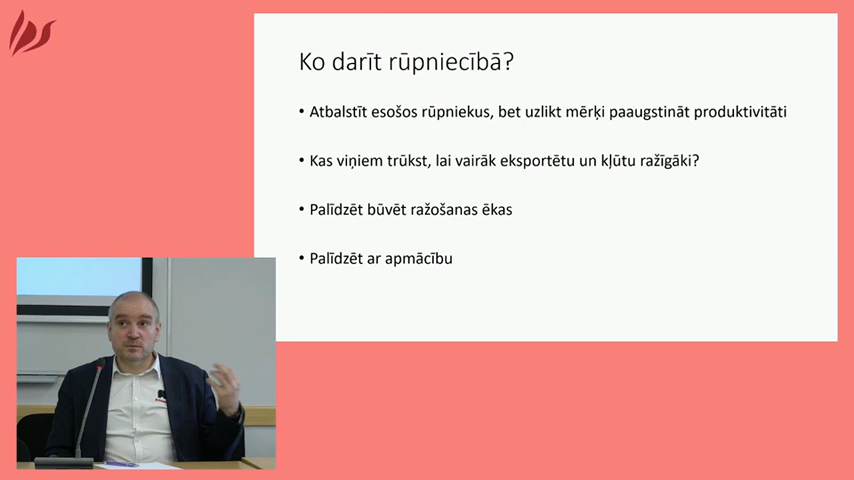 Ko darīt rūpniecībā?
• Atbalstīt esošos rūpniekus, bet uzlikt mērķi paaugstināt produktivitāti
• Kas viņiem trūkst, lai vairāk eksportētu un kļūtu ražīgāki?
• Palīdzēt būvēt ražošanas ēkas
• Palīdzēt ar apmācību